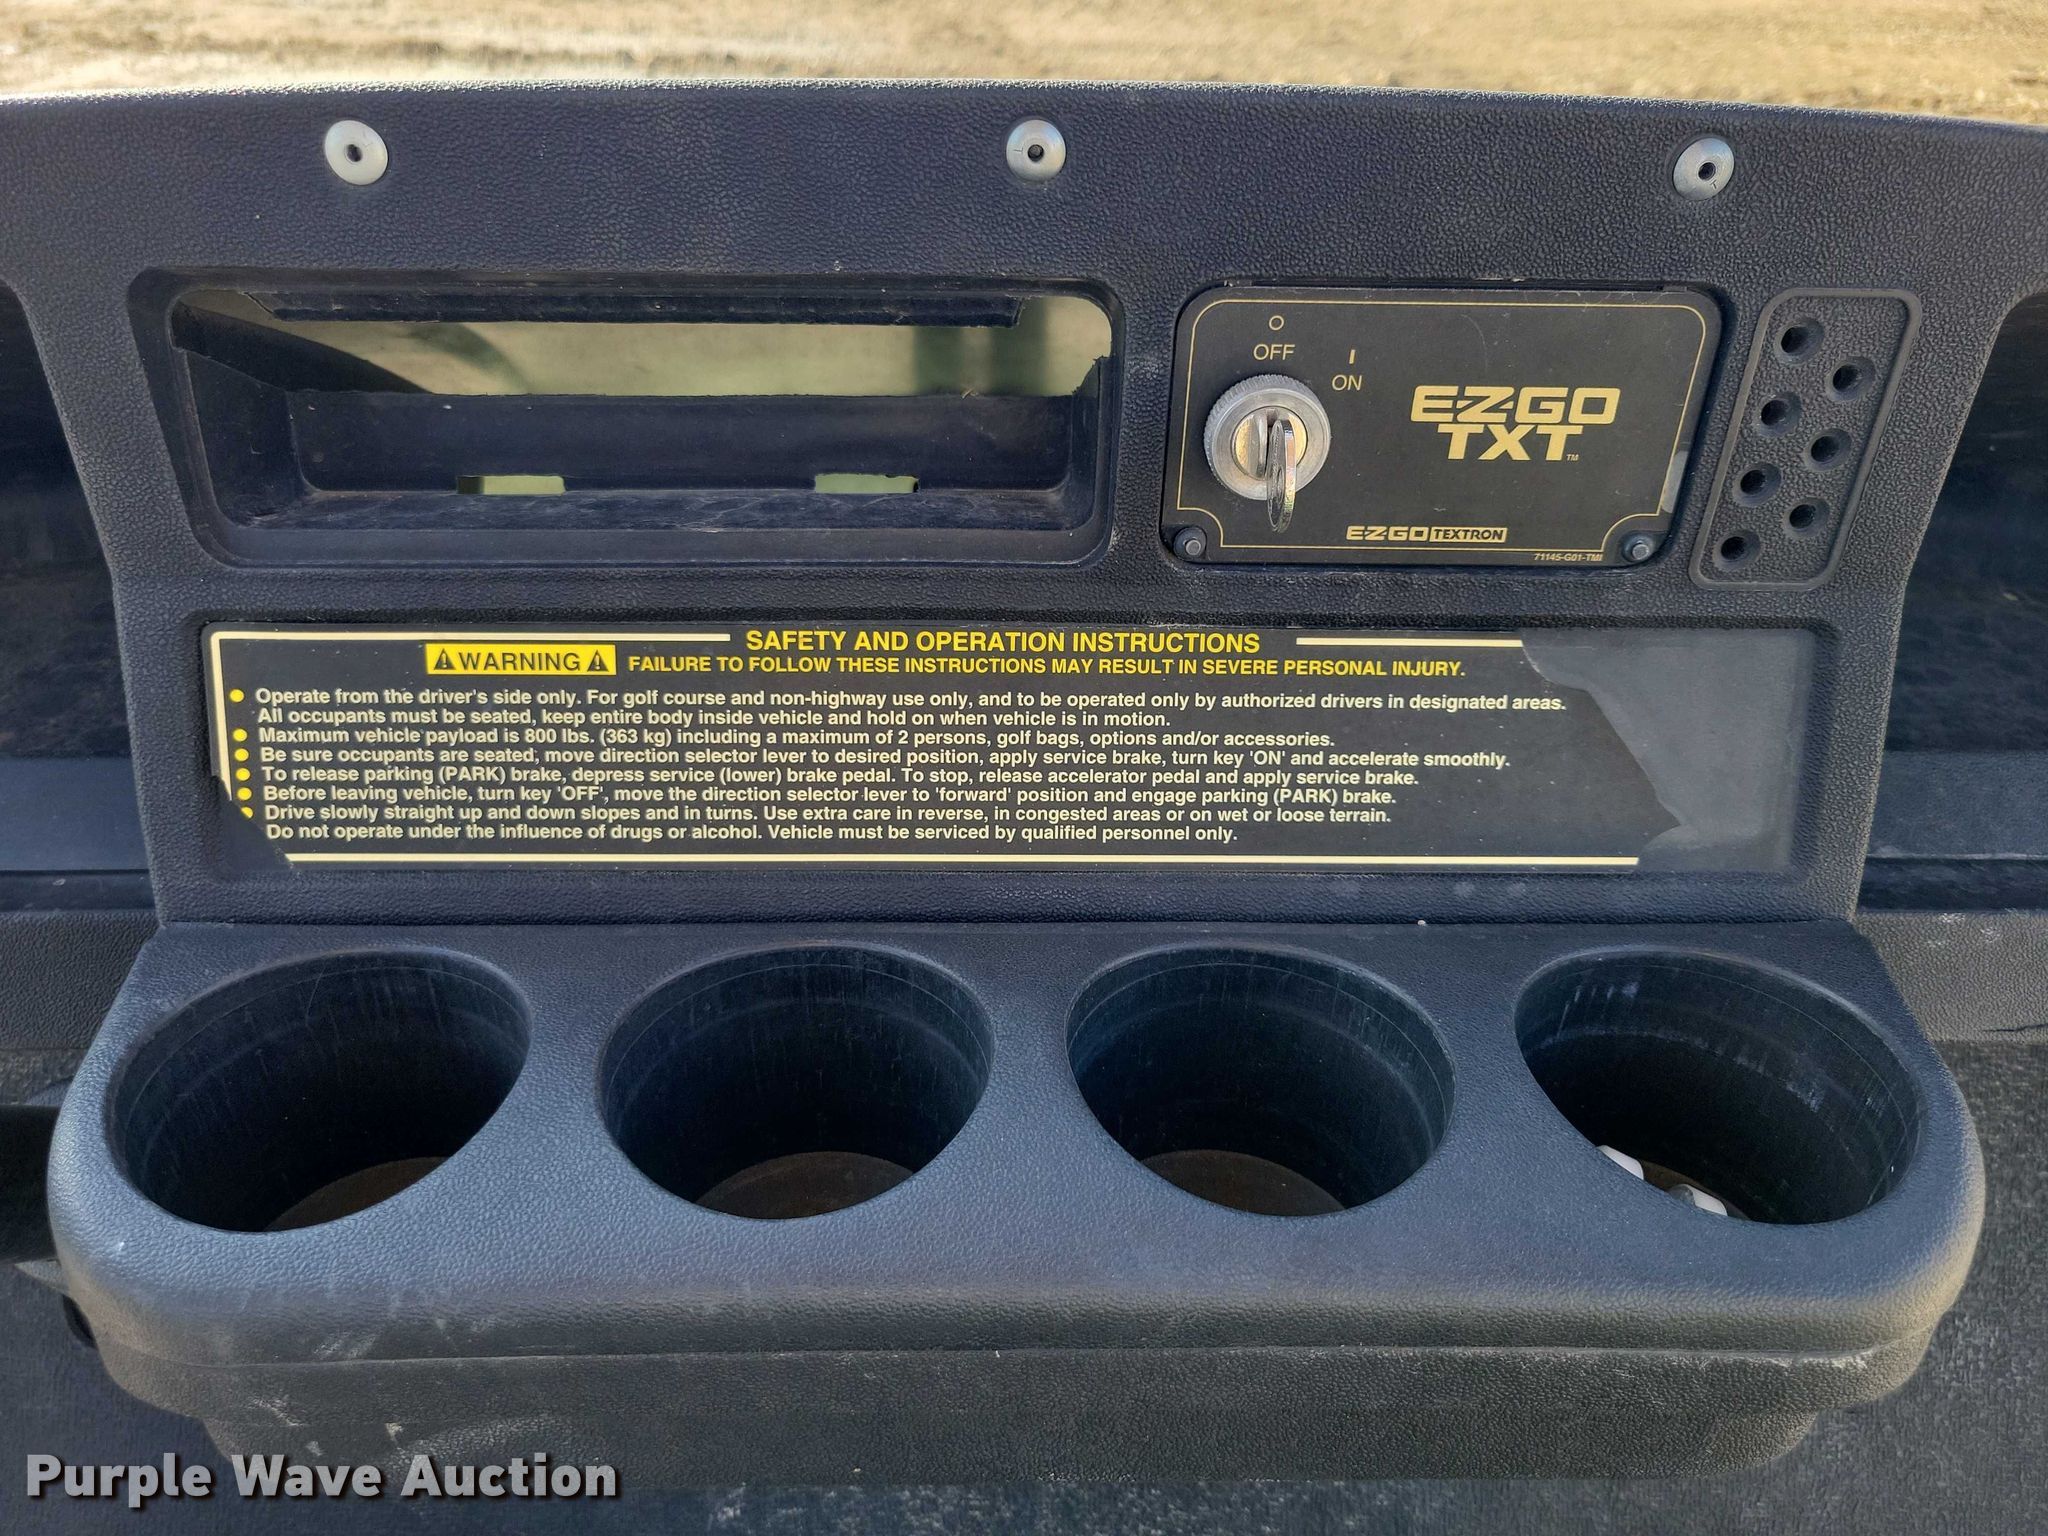 O
OFF
I
ON
E-Z-GO
TXT™
E-Z-GO TEXTRON
71145-G01-TMI
SAFETY AND OPERATION INSTRUCTIONS
WARNING FAILURE TO FOLLOW THESE INSTRUCTIONS MAY RESULT IN SEVERE PERSONAL INJURY.
● Operate from the driver's side only. For golf course and non-highway use only, and to be operated only by authorized drivers in designated areas.
All occupants must be seated, keep entire body inside vehicle and hold on when vehicle is in motion.
● Maximum vehicle payload is 800 lbs. (363 kg) including a maximum of 2 persons, golf bags, options and/or accessories.
● Be sure occupants are seated, move direction selector lever to desired position, apply service brake, turn key 'ON' and accelerate smoothly.
● To release parking (PARK) brake, depress service (lower) brake pedal. To stop, release accelerator pedal and apply service brake.
● Before leaving vehicle, turn key 'OFF', move the direction selector lever to 'forward' position and engage parking (PARK) brake.
● Drive slowly straight up and down slopes and in turns. Use extra care in reverse, in congested areas or on wet or loose terrain.
Do not operate under the influence of drugs or alcohol. Vehicle must be serviced by qualified personnel only.
Purple Wave Auction